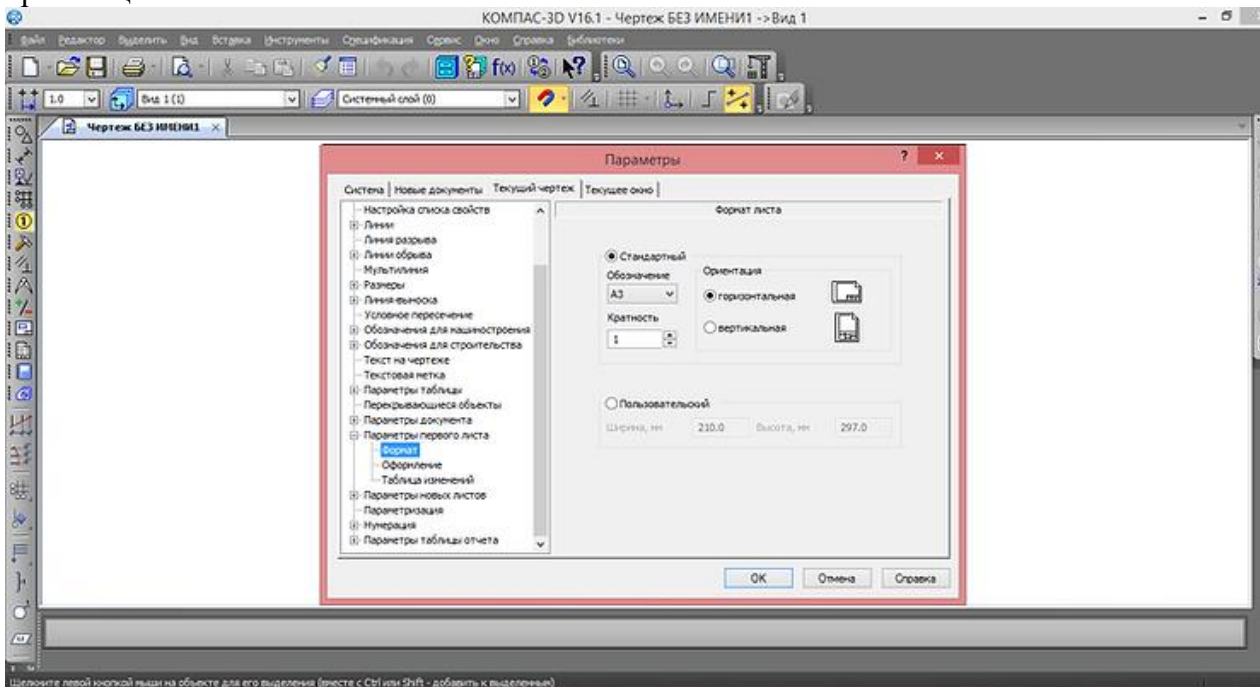 КОМПАС-3D V16.1 - Чертеж БЕЗ ИМЕНИ1 ->Вид 1
Файл Редактор Выделить Вид Вставка Инструменты Спецификация Сервис Окно Справка Библиотеки
f(x)
1.0 Вид 1 (1) Системный слой (0)
Чертеж БЕЗ ИМЕНИ1
Параметры
Система Новые документы Текущий чертеж Текущее окно
Настройка списка свойств
Линии
Линия разрыва
Линии обрыва
Мультилиния
Размеры
Линия-выноска
Условное пересечение
Обозначения для машиностроения
Обозначения для строительства
Текст на чертеже
Текстовая метка
Параметры таблицы
Перекрывающиеся объекты
Параметры документа
Параметры первого листа
Формат
Оформление
Таблица изменений
Параметры новых листов
Параметризация
Нумерация
Параметры таблицы отчета
Формат листа
Стандартный
Обозначение
A3
Кратность
1
Ориентация
горизонтальная
вертикальная
Пользовательский
Ширина, мм 210.0 Высота, мм 297.0
OK Отмена Справка
Щелкните левой кнопкой мыши на объекте для его выделения (вместе с Ctrl или Shift - добавить к выделенным)